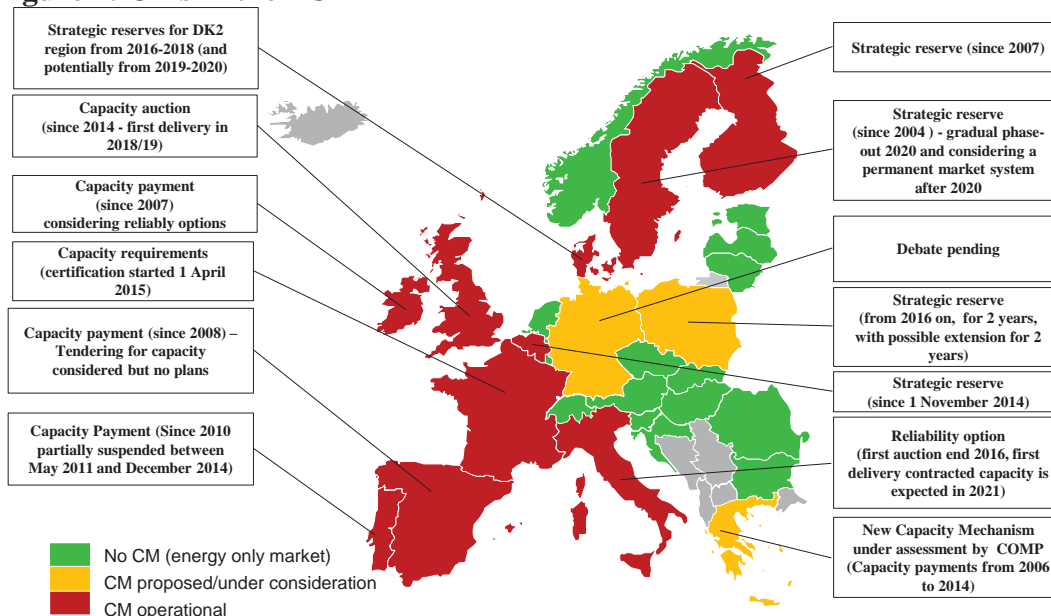 Strategic reserves for DK2
region from 2016-2018 (and
potentially from 2019-2020)
Capacity auction
(since 2014 - first delivery in
2018/19)
Capacity payment
(since 2007)
considering reliably options
Capacity requirements
(certification started 1 April
2015)
Capacity payment (since 2008) –
Tendering for capacity
considered but no plans
Capacity Payment (Since 2010
partially suspended between
May 2011 and December 2014)
Strategic reserve (since 2007)
Strategic reserve
(since 2004 ) - gradual phase-
out 2020 and considering a
permanent market system
after 2020
Debate pending
Strategic reserve
(from 2016 on, for 2 years,
with possible extension for 2
years)
Strategic reserve
(since 1 November 2014)
Reliability option
(first auction end 2016, first
delivery contracted capacity is
expected in 2021)
New Capacity Mechanism
under assessment by COMP
(Capacity payments from 2006
to 2014)
No CM (energy only market)
CM proposed/under consideration
CM operational